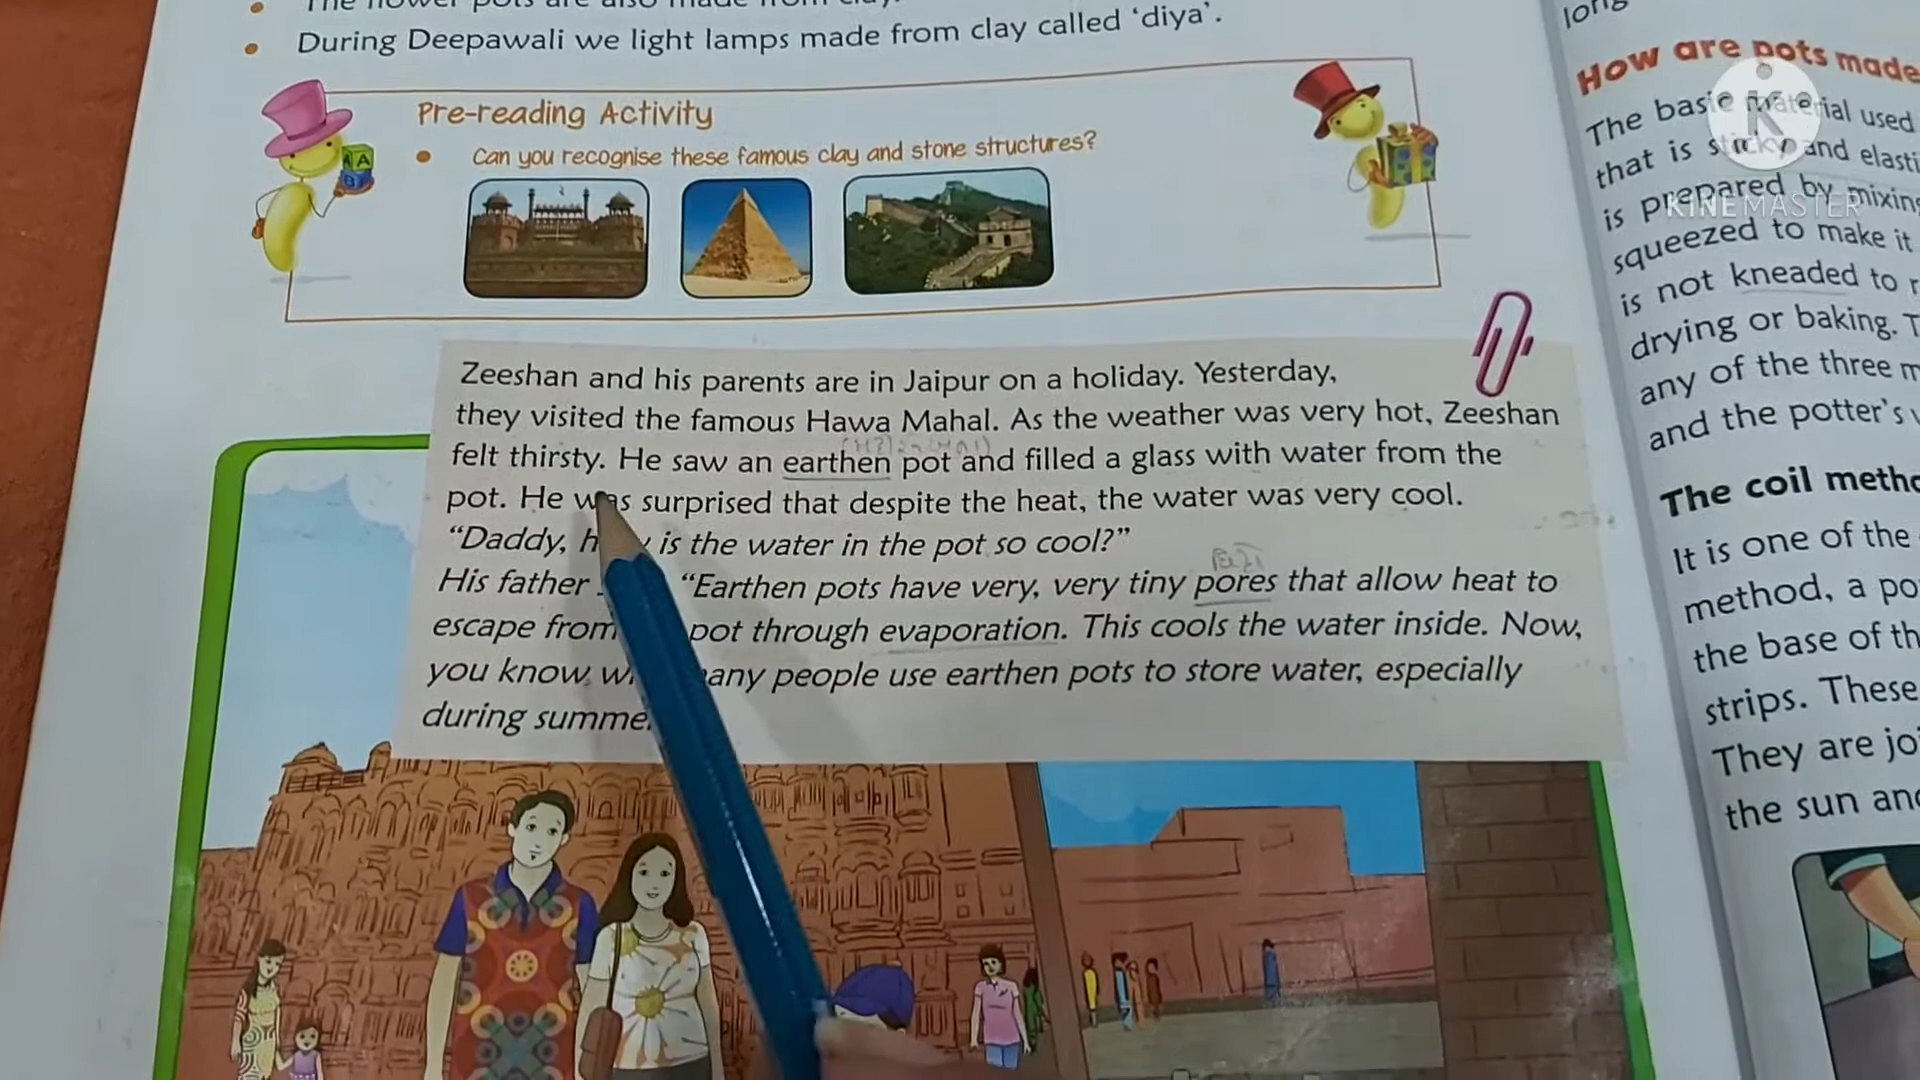 During Deepawali we light lamps made from clay called ‘diya’.
Pre-reading Activity
Can you recognise these famous clay and stone structures?
Zeeshan and his parents are in Jaipur on a holiday. Yesterday,
they visited the famous Hawa Mahal. As the weather was very hot, Zeeshan
felt thirsty. He saw an earthen pot and filled a glass with water from the
pot. He was surprised that despite the heat, the water was very cool.
“Daddy, is the water in the pot so cool?”
His father “Earthen pots have very, very tiny pores that allow heat to
escape from pot through evaporation. This cools the water inside. Now,
you know many people use earthen pots to store water, especially
during
long
How are pots made
The basic material used
that is sticky and
is prepared by mixing
squeezed to make it
is not kneaded to
drying or baking.
any of the three
and the potter's
The coil
It is one of the
method, a
the base of
strips. These
They are
the sun
K
KINEMASTER